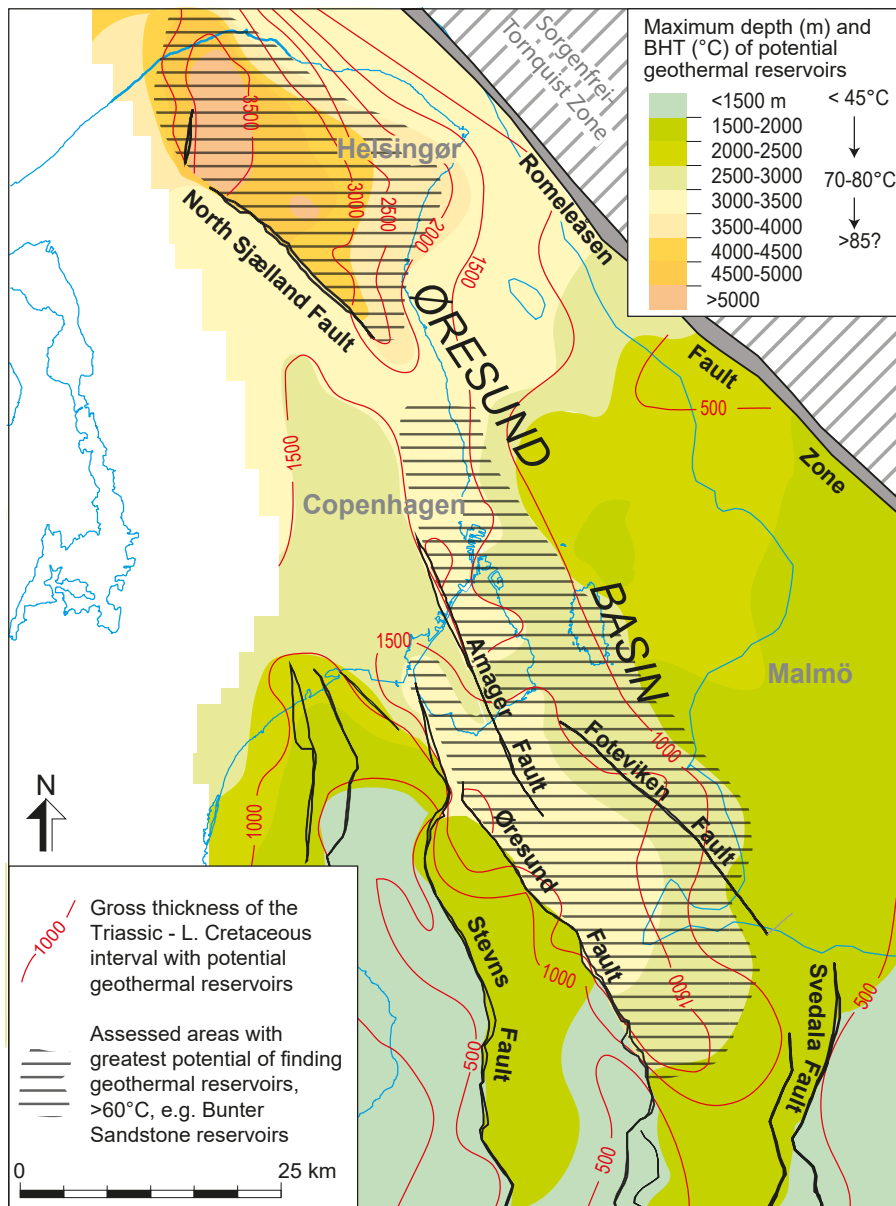 Maximum depth (m) and
BHT (°C) of potential
geothermal reservoirs
<1500 m
< 45°C
1500-2000
2000-2500
2500-3000
70-80°C
3000-3500
3500-4000
>85?
4000-4500
4500-5000
>5000
Sorgenfrei-
Tornquist Zone
3500
Helsingør
3000
2500
2000
1500
Romeleåsen
Fault
Zone
North Sjælland Fault
ØRESUND
BASIN
500
1500
Copenhagen
1500
Amager
Fault
Malmö
1000
Foteviken
Fault
1000
Øresund
Fault
Stevns
Fault
1000
1500
500
500
500
Svedala Fault
N
1000
Gross thickness of the
Triassic - L. Cretaceous
interval with potential
geothermal reservoirs
Assessed areas with
greatest potential of finding
geothermal reservoirs,
>60°C, e.g. Bunter
Sandstone reservoirs
0
25 km